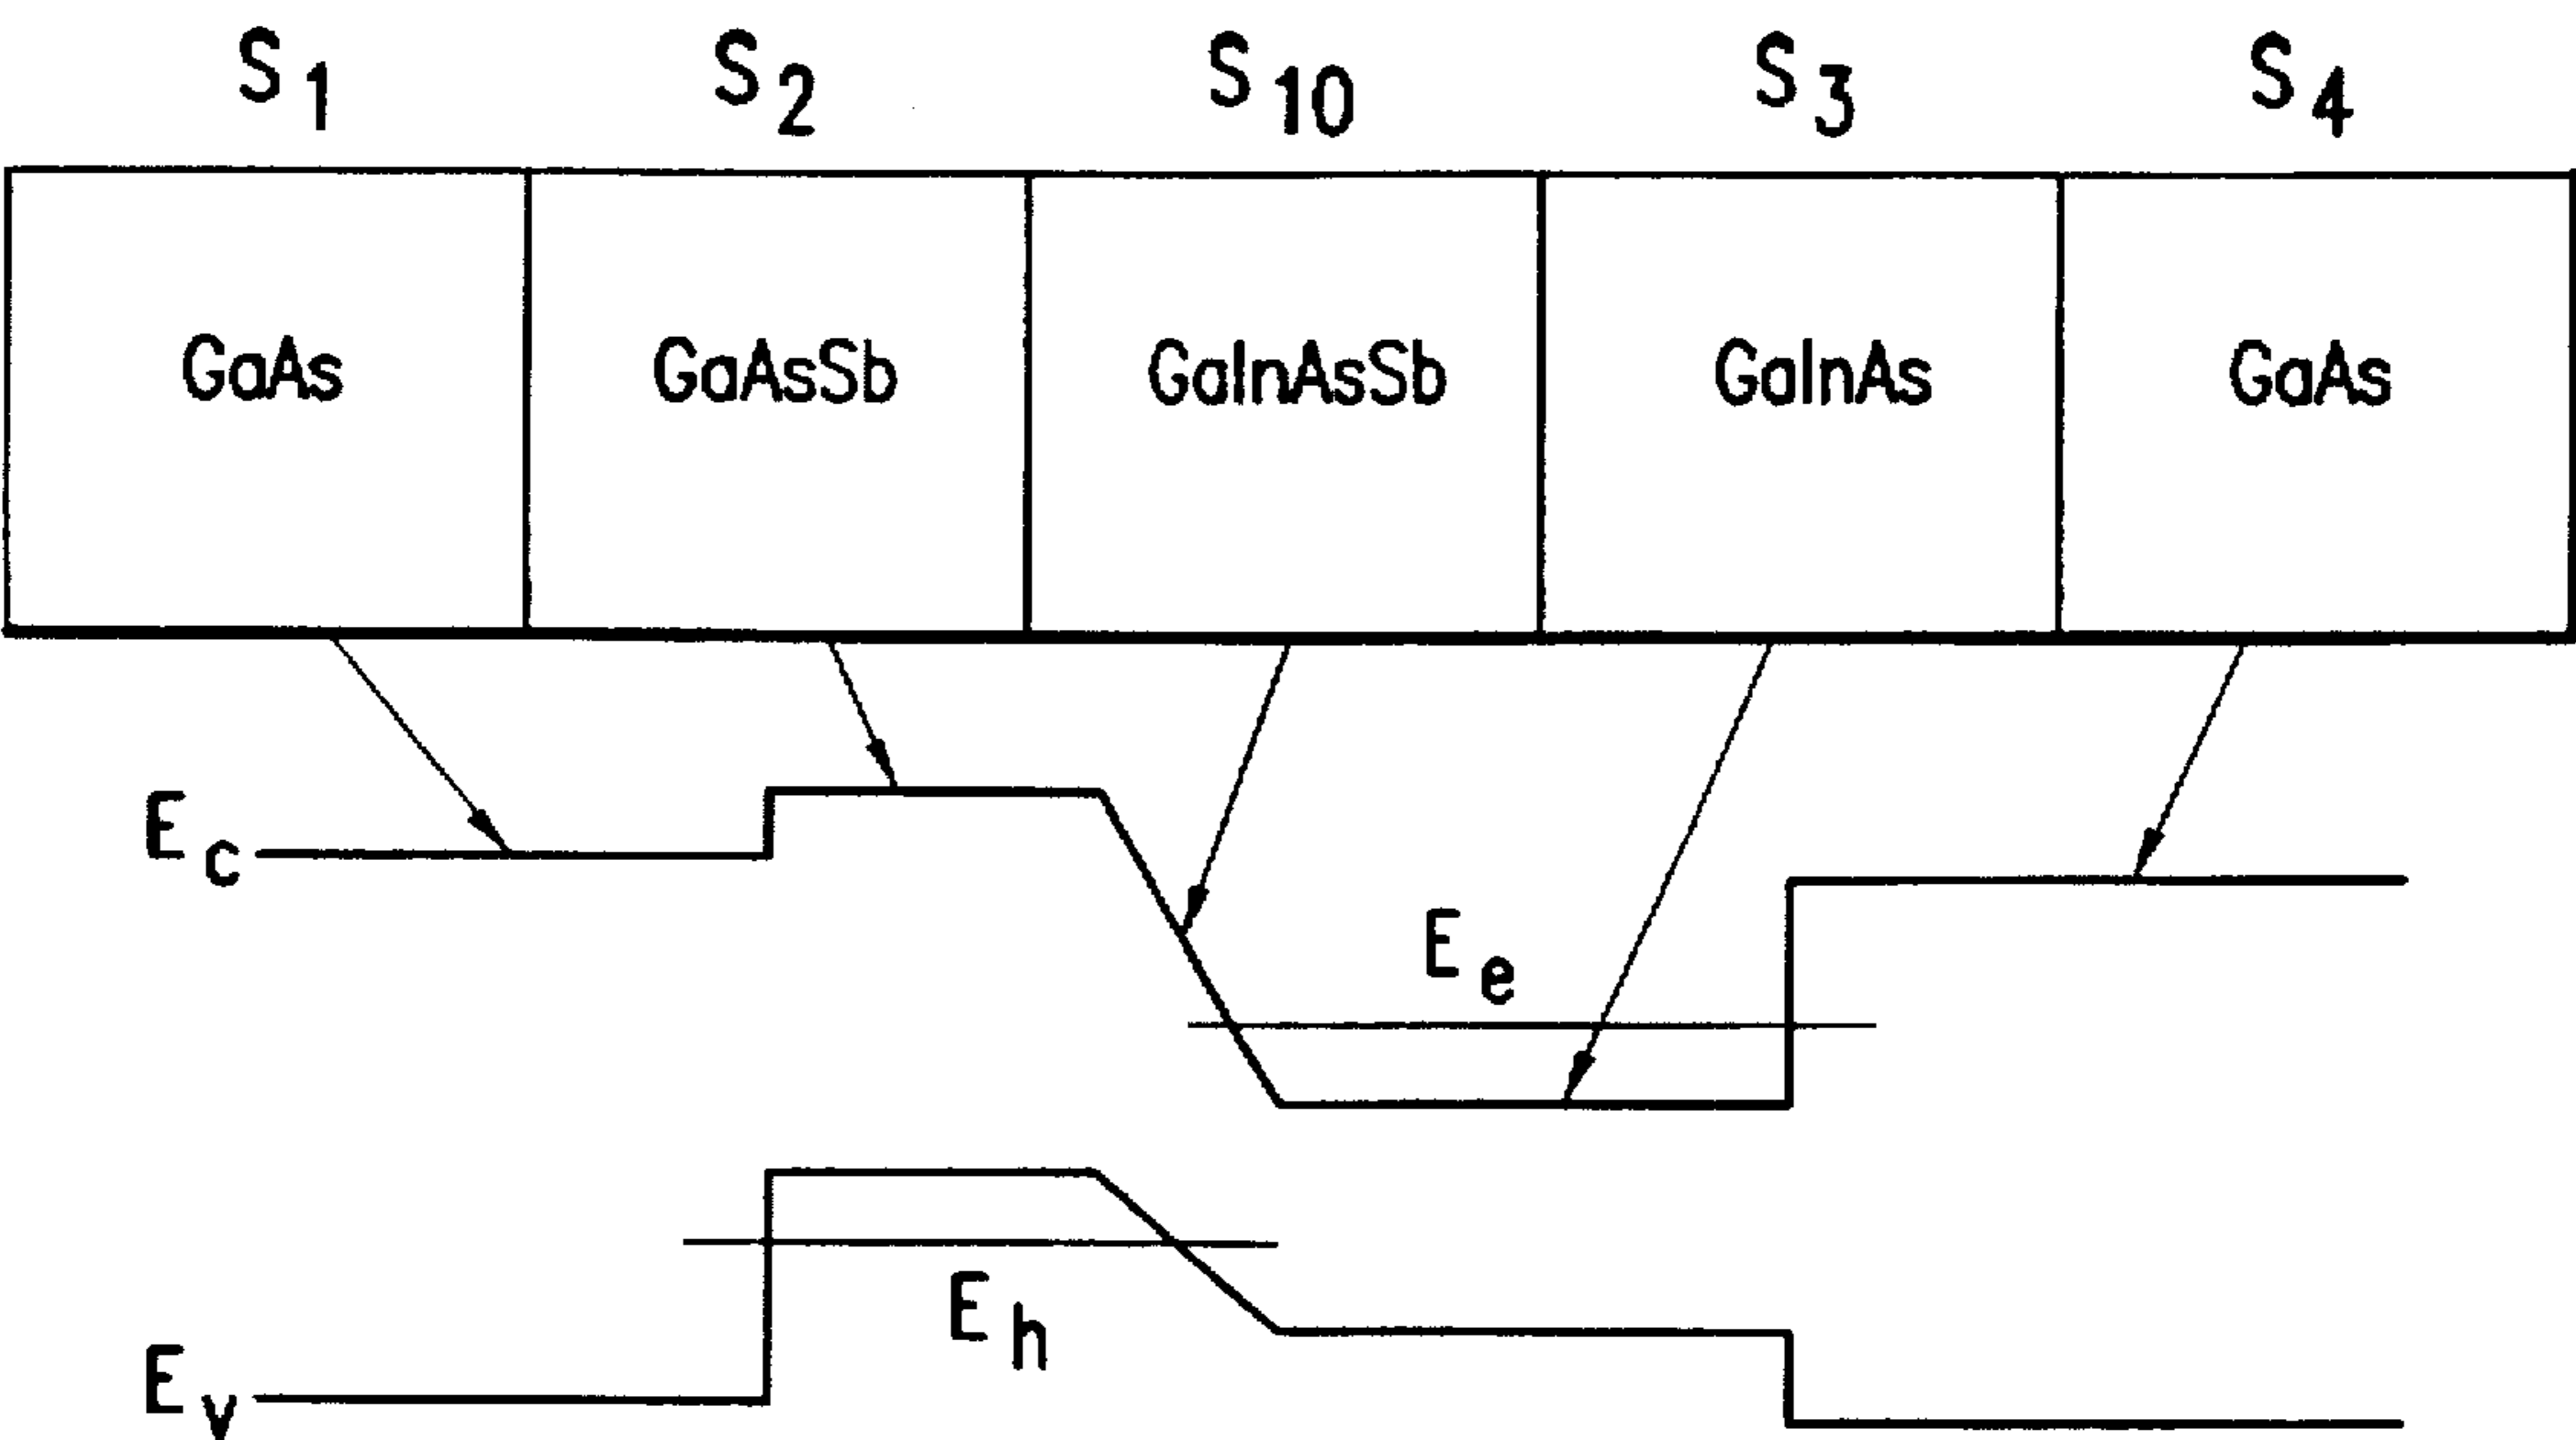 S1 S2 S10 S3 S4
GaAs GaAsSb GaInAsSb GaInAs GaAs
Ec
Ee
Eh
Ev